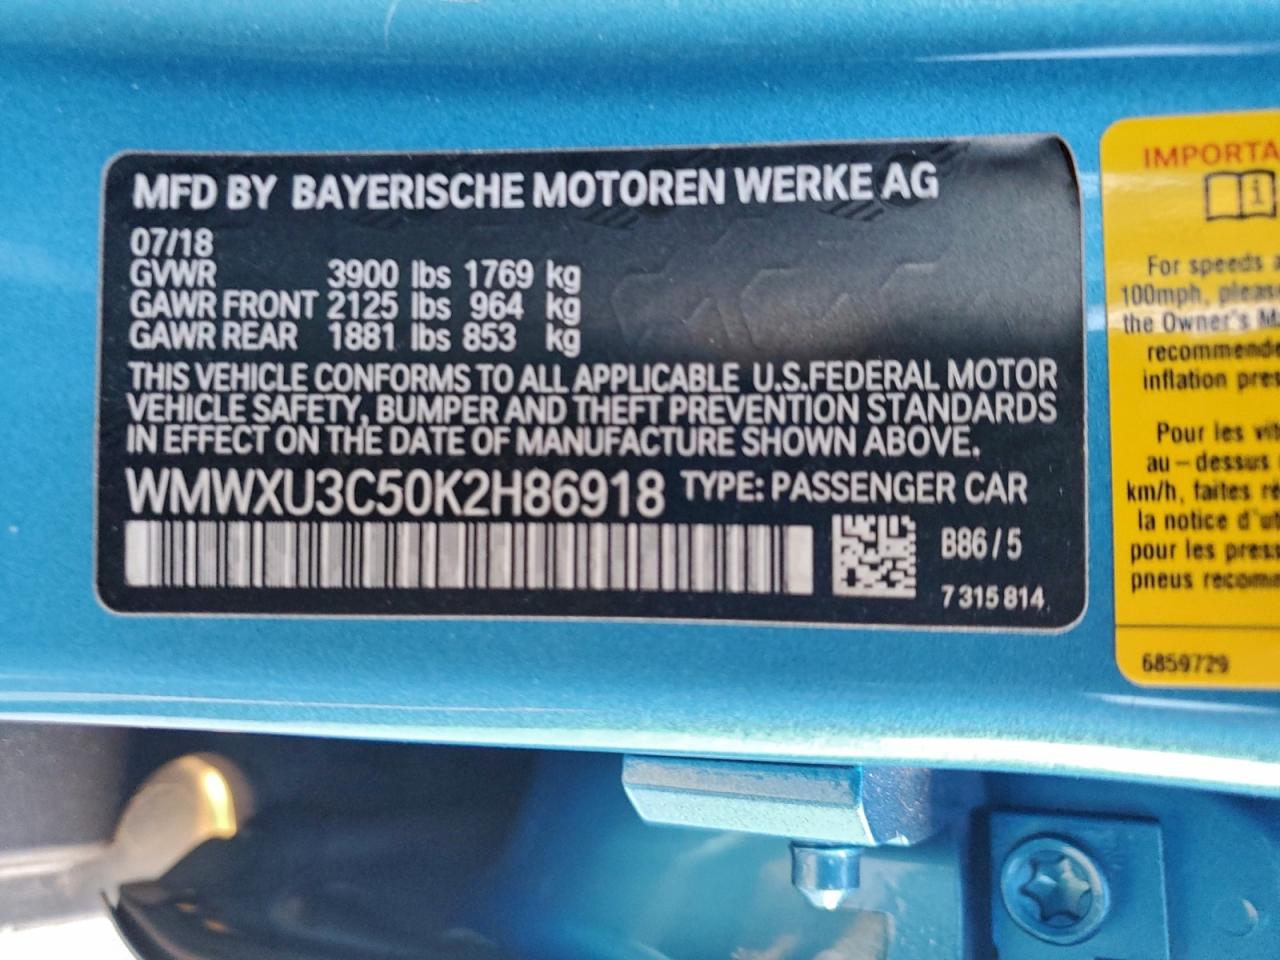 MFD BY BAYERISCHE MOTOREN WERKE AG
07/18
GVWR 3900 lbs 1769 kg
GAWR FRONT 2125 lbs 964 kg
GAWR REAR 1881 lbs 853 kg
THIS VEHICLE CONFORMS TO ALL APPLICABLE U.S.FEDERAL MOTOR
VEHICLE SAFETY, BUMPER AND THEFT PREVENTION STANDARDS
IN EFFECT ON THE DATE OF MANUFACTURE SHOWN ABOVE.
WMWXU3C50K2H86918 TYPE: PASSENGER CAR
B86/5
7 315 814
IMPORTA
i
For speeds a
100mph, please
the Owner's Ma
recommende
inflation pres
Pour les vit
au-dessus
km/h, faites ré
la notice d'ut
pour les press
pneus recomm
6859729